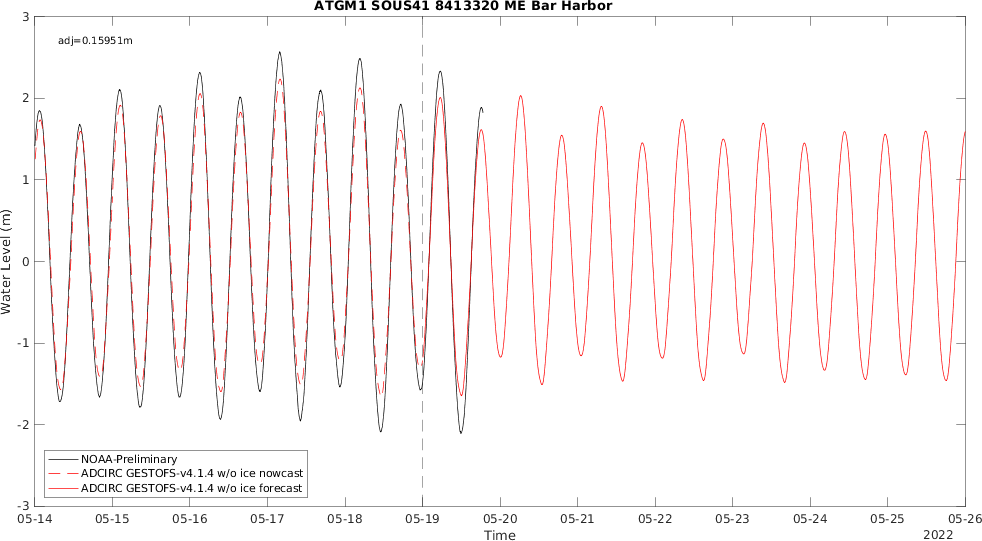 ATGM1 SOUS41 8413320 ME Bar Harbor
adj=0.15951m
3
2
1
0
-1
-2
-3
Water Level (m)
NOAA-Preliminary
ADCIRC GESTOFS-v4.1.4 w/o ice nowcast
ADCIRC GESTOFS-v4.1.4 w/o ice forecast
05-14 05-15 05-16 05-17 05-18 05-19 05-20 05-21 05-22 05-23 05-24 05-25 05-26
Time
2022